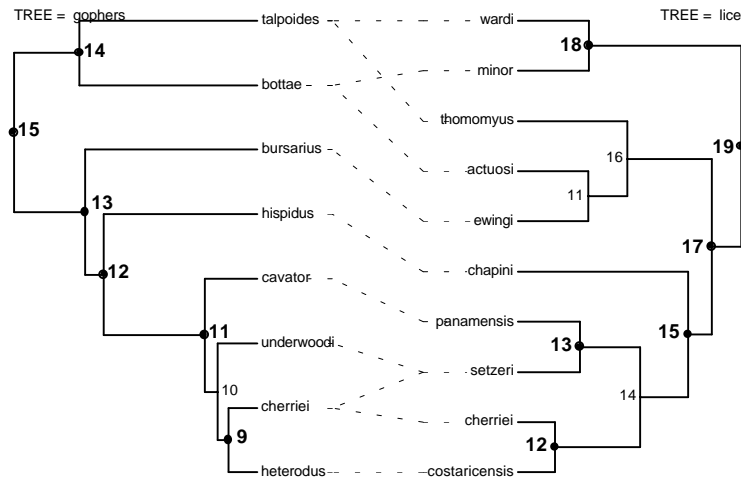 TREE = gophers TREE = lice
talpoides wardi
18
14
minor
bottae
thomomyus
15 19
bursarius 16
actuosi
11
13
hispidus ewingi
17
12 chapini
cavator
panamensis
11 15
underwoodi 13
setzeri
10 14
cherriei
cherriei
9 12
heterodus costaricensis